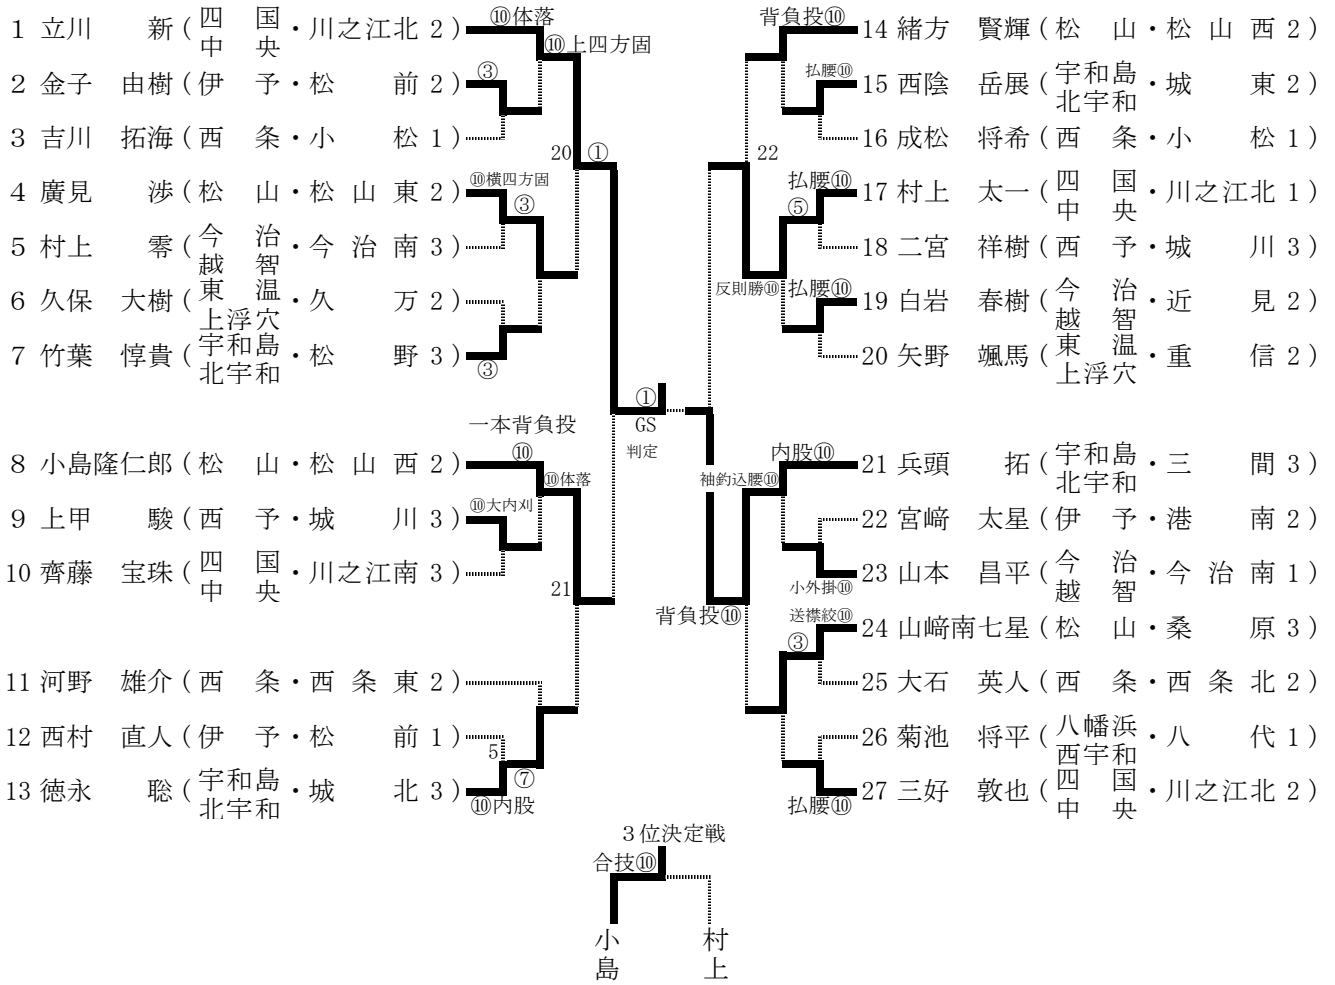 1 立川 新 (四国中央・川之江北 2)
2 金子 由樹 (伊予・松前 2)
3 吉川 拓海 (西条・小松 1)
4 廣見 渉 (松山・松山東 2)
5 村上 零 (今治越智・今治南 3)
6 久保 大樹 (東温上浮穴・久万 2)
7 竹葉 惇貴 (宇和島北宇和・松野 3)
8 小島隆仁郎 (松山・松山西 2)
9 上甲 駿 (西予・城川 3)
10 齊藤 宝珠 (四国中央・川之江南 3)
11 河野 雄介 (西条・西条東 2)
12 西村 直人 (伊予・松前 1)
13 徳永 聡 (宇和島北宇和・城北 3)
⑩体落
⑩上四方固
③
20
①
⑩横四方固
③
③
一本背負投
⑩
⑩体落
⑩大内刈
21
5
⑦
⑩内股
①
GS
判定
背負投⑩
払腰⑩
22
払腰⑩
⑤
反則勝⑩
払腰⑩
内股⑩
袖釣込腰⑩
小外掛⑩
背負投⑩
送襟絞⑩
③
払腰⑩
14 緒方 賢輝 (松山・松山西 2)
15 西陰 岳展 (宇和島北宇和・城東 2)
16 成松 将希 (西条・小松 1)
17 村上 太一 (四国中央・川之江北 1)
18 二宮 祥樹 (西予・城川 3)
19 白岩 春樹 (今治越智・近見 2)
20 矢野 颯馬 (東温上浮穴・重信 2)
21 兵頭 拓 (宇和島北宇和・三間 3)
22 宮﨑 太星 (伊予・港南 2)
23 山本 昌平 (今治越智・今治南 1)
24 山﨑南七星 (松山・桑原 3)
25 大石 英人 (西条・西条北 2)
26 菊池 将平 (八幡浜西宇和・八代 1)
27 三好 敦也 (四国中央・川之江北 2)
３位決定戦
合技⑩
小島
村上